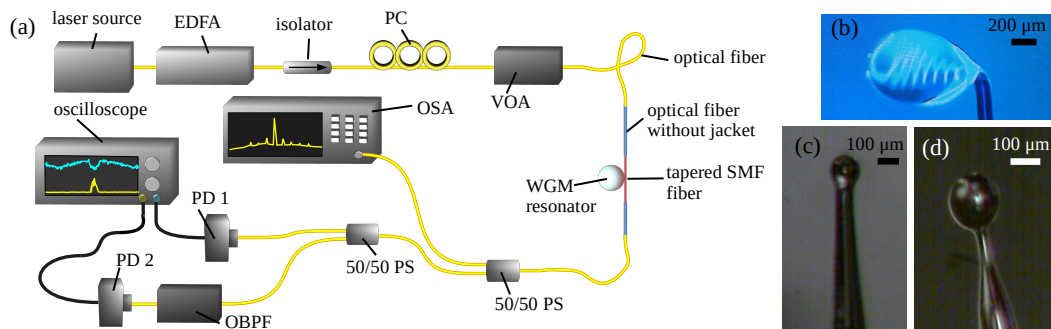 (a)
laser source
EDFA
isolator
PC
VOA
optical fiber
oscilloscope
OSA
optical fiber
without jacket
WGM
resonator
tapered SMF
fiber
PD 1
PD 2
50/50 PS
50/50 PS
OBPF
(b)
200 μm
(c)
100 μm
(d)
100 μm